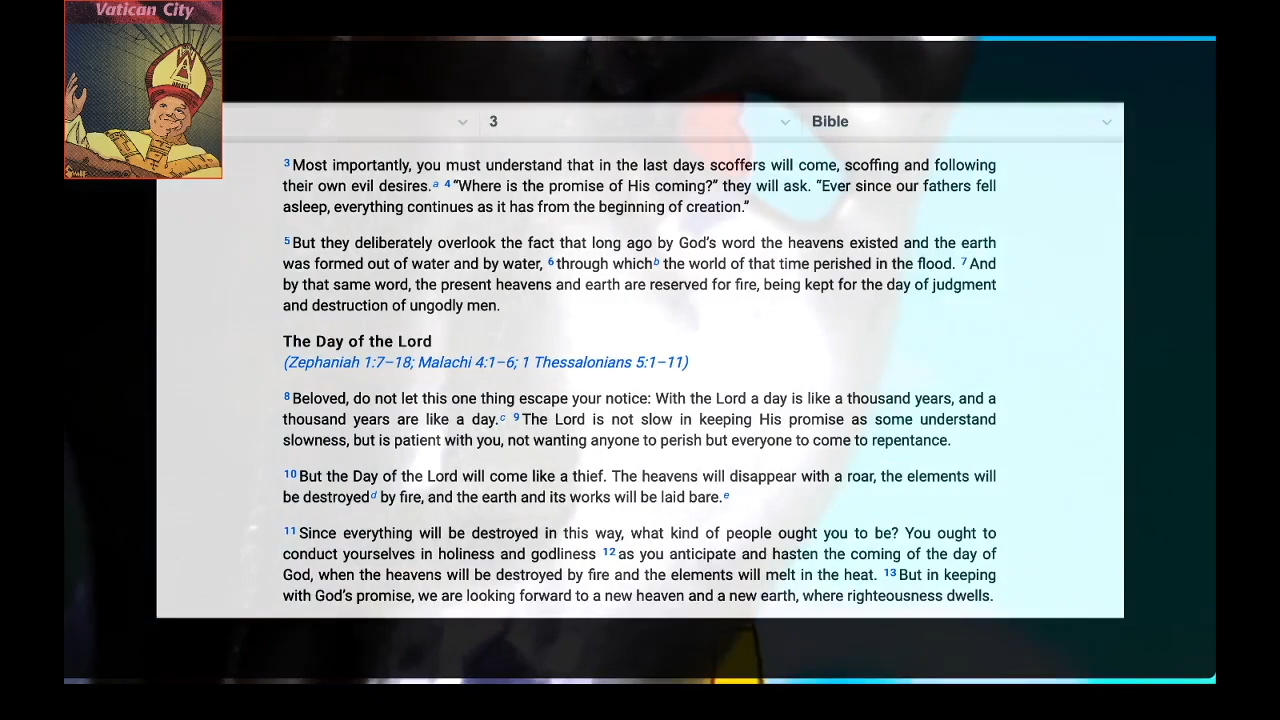 Vatican City
3 Bible
3 Most importantly, you must understand that in the last days scoffers will come, scoffing and following
their own evil desires.a 4 “Where is the promise of His coming?” they will ask. “Ever since our fathers fell
asleep, everything continues as it has from the beginning of creation.”
5 But they deliberately overlook the fact that long ago by God’s word the heavens existed and the earth
was formed out of water and by water, 6 through which b the world of that time perished in the flood. 7 And
by that same word, the present heavens and earth are reserved for fire, being kept for the day of judgment
and destruction of ungodly men.
The Day of the Lord
(Zephaniah 1:7–18; Malachi 4:1–6; 1 Thessalonians 5:1–11)
8 Beloved, do not let this one thing escape your notice: With the Lord a day is like a thousand years, and a
thousand years are like a day.c 9 The Lord is not slow in keeping His promise as some understand
slowness, but is patient with you, not wanting anyone to perish but everyone to come to repentance.
10 But the Day of the Lord will come like a thief. The heavens will disappear with a roar, the elements will
be destroyed d by fire, and the earth and its works will be laid bare.e
11 Since everything will be destroyed in this way, what kind of people ought you to be? You ought to
conduct yourselves in holiness and godliness 12 as you anticipate and hasten the coming of the day of
God, when the heavens will be destroyed by fire and the elements will melt in the heat. 13 But in keeping
with God’s promise, we are looking forward to a new heaven and a new earth, where righteousness dwells.